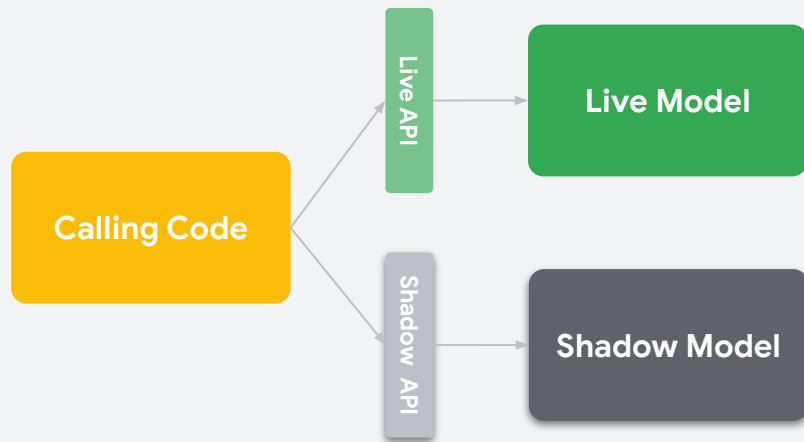 Live API
Live Model
Calling Code
Shadow API
Shadow Model